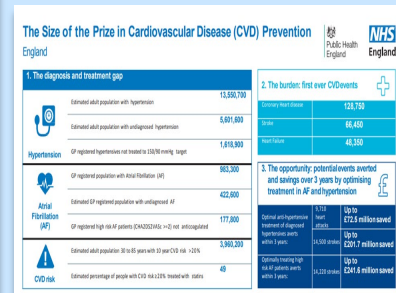 The Size of the Prize in Cardiovascular Disease (CVD) Prevention
England
Public Health
England
NHS
England
1. The diagnosis and treatment gap
Hypertension
Estimated adult population with hypertension
13,550,700
Estimated adult population with undiagnosed hypertension
5,601,600
GP registered hypertensives not treated to 150/90 mmHg target
1,618,900
Atrial
Fibrillation
(AF)
GP registered population with Atrial Fibrillation (AF)
983,300
Estimated GP registered population with undiagnosed AF
422,600
GP registered high risk AF patients (CHA2DS2VASc >=2) not anticoagulated
177,800
CVD risk
Estimated adult population 30 to 85 years with 10 year CVD risk >20%
3,960,200
Estimated percentage of people with CVD risk ≥20% treated with statins
49
2. The burden: first ever CVD events
Coronary Heart disease
128,750
Stroke
66,450
Heart Failure
48,350
3. The opportunity: potential events averted
and savings over 3 years by optimising
treatment in AF and hypertension
Optimal anti-hypertensive
treatment of diagnosed
hypertensives averts
within 3 years:
9,710
heart
attacks
Up to
£72.5 million saved
14,500 strokes
Up to
£201.7 million saved
Optimally treating high
risk AF patients averts
within 3 years:
14,220 strokes
Up to
£241.6 million saved